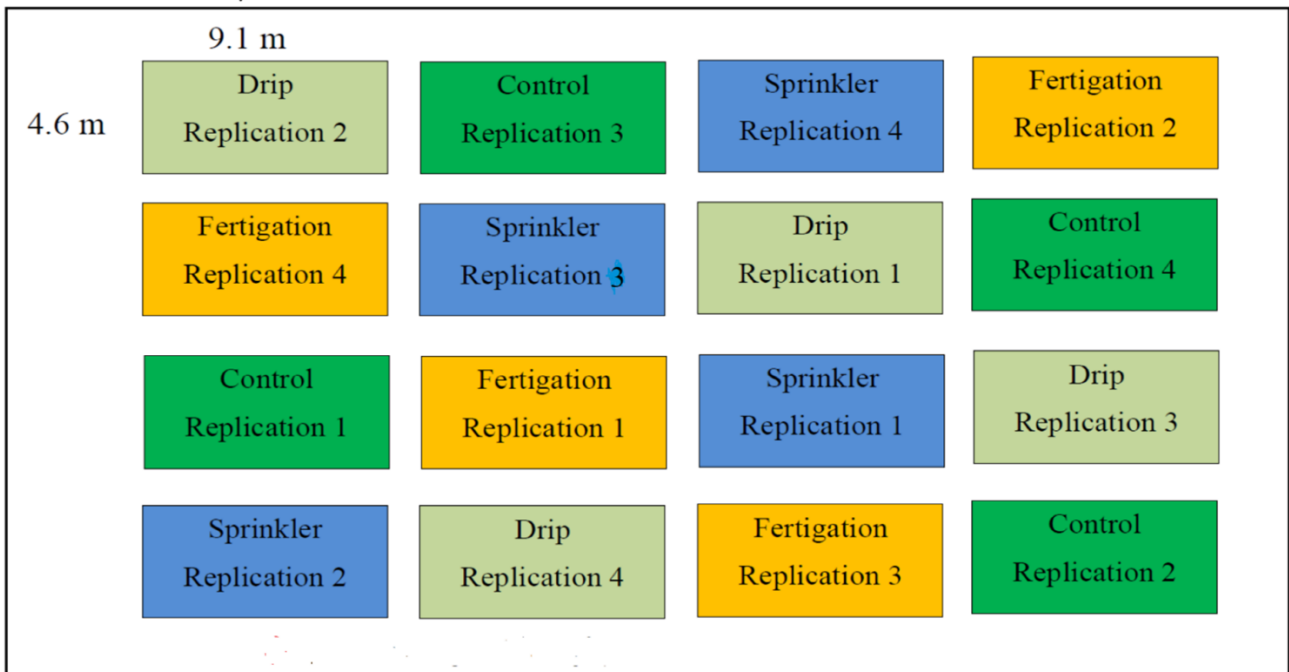 9.1 m
4.6 m
Drip
Replication 2
Control
Replication 3
Sprinkler
Replication 4
Fertigation
Replication 2
Fertigation
Replication 4
Sprinkler
Replication 3
Drip
Replication 1
Control
Replication 4
Control
Replication 1
Fertigation
Replication 1
Sprinkler
Replication 1
Drip
Replication 3
Sprinkler
Replication 2
Drip
Replication 4
Fertigation
Replication 3
Control
Replication 2